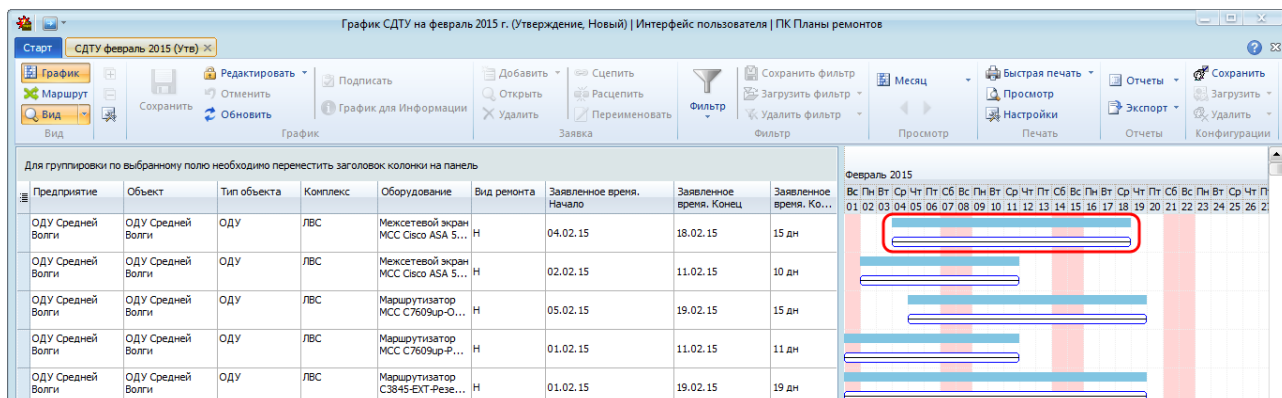 График СДТУ на февраль 2015 г. (Утверждение, Новый) | Интерфейс пользователя | ПК Планы ремонтов
Старт СДТУ февраль 2015 (Утв)
График Редактировать Подписать Добавить Сцепить Сохранить фильтр Месяц Быстрая печать Отчеты Сохранить
Маршрут Сохранить Отменить График для Информации Открыть Расцепить Фильтр Загрузить фильтр Просмотр Экспорт Загрузить
Вид Обновить Удалить Переименовать Удалить фильтр Настройки Удалить
Вид График Заявка Фильтр Просмотр Печать Отчеты Конфигурации
Для группировки по выбранному полю необходимо переместить заголовок колонки на панель
Февраль 2015
Предприятие Объект Тип объекта Комплекс Оборудование Вид ремонта Заявленное время. Начало Заявленное время. Конец Заявленное время. Ко...
Вс Пн Вт Ср Чт Пт Сб Вс Пн Вт Ср Чт Пт Сб Вс Пн Вт Ср Чт Пт Сб Вс Пн Вт Ср Чт
01 02 03 04 05 06 07 08 09 10 11 12 13 14 15 16 17 18 19 20 21 22 23 24 25 26
ОДУ Средней Волги ОДУ Средней Волги ОДУ ЛВС Межсетевой экран МСС Cisco ASA 5... Н 04.02.15 18.02.15 15 дн
ОДУ Средней Волги ОДУ Средней Волги ОДУ ЛВС Межсетевой экран МСС Cisco ASA 5... Н 02.02.15 11.02.15 10 дн
ОДУ Средней Волги ОДУ Средней Волги ОДУ ЛВС Маршрутизатор МСС C7609up-O... Н 05.02.15 19.02.15 15 дн
ОДУ Средней Волги ОДУ Средней Волги ОДУ ЛВС Маршрутизатор МСС C7609up-P... Н 01.02.15 11.02.15 11 дн
ОДУ Средней Волги ОДУ Средней Волги ОДУ ЛВС Маршрутизатор C3845-EXT-Резе... Н 01.02.15 19.02.15 19 дн